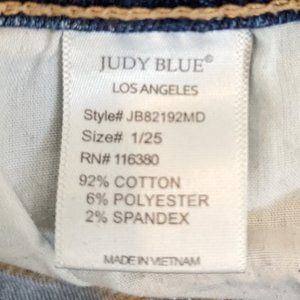 JUDY BLUE©
LOS ANGELES
Style# JB82192MD
Size# 1/25
RN# 116380
92% COTTON
6% POLYESTER
2% SPANDEX
MADE IN VIETNAM